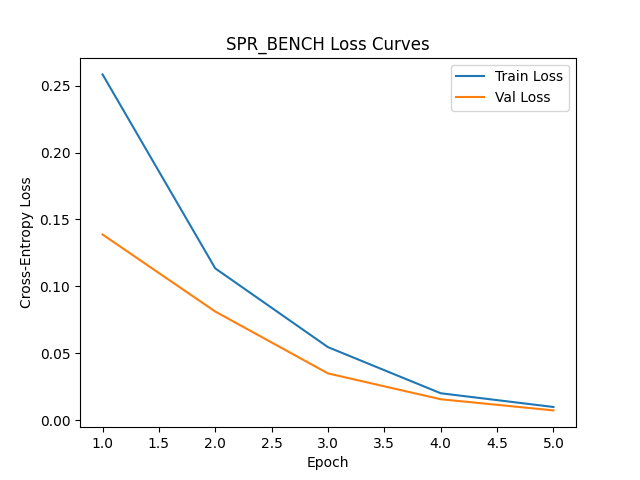 SPR_BENCH Loss Curves
Train Loss
Val Loss
Cross-Entropy Loss
0.25
0.20
0.15
0.10
0.05
0.00
1.0 1.5 2.0 2.5 3.0 3.5 4.0 4.5 5.0
Epoch